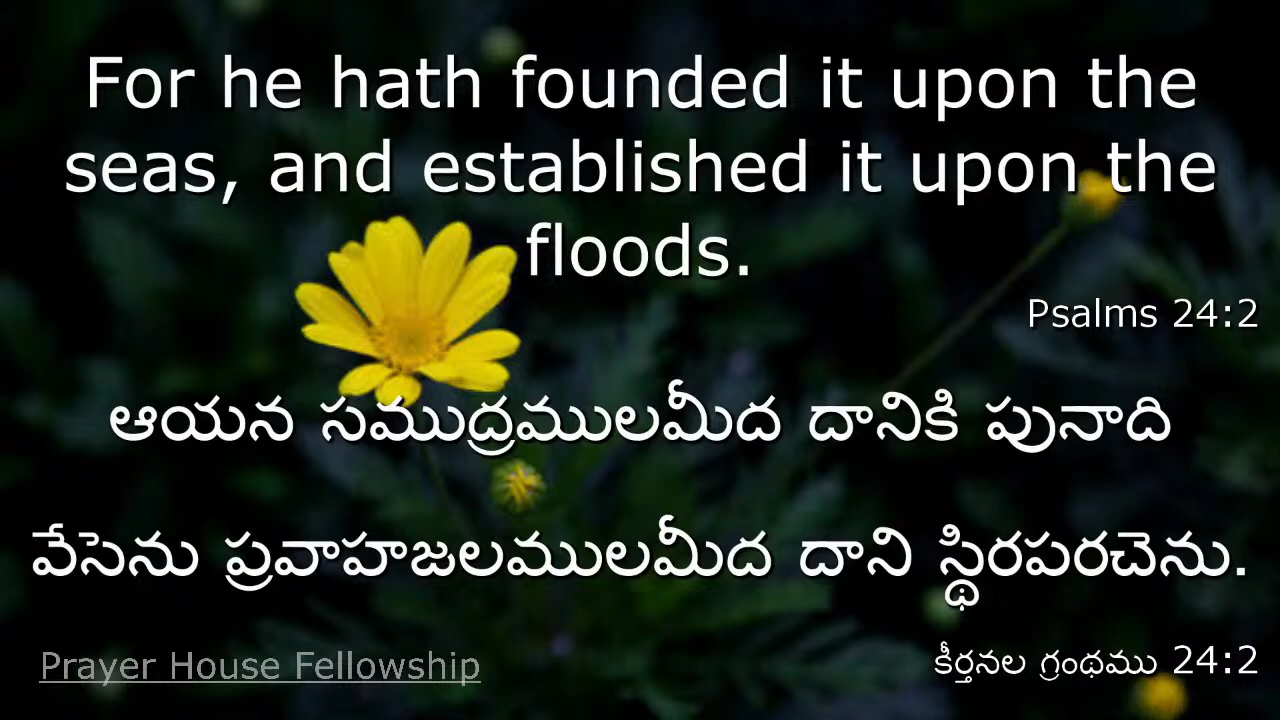 For he hath founded it upon the
seas, and established it upon the
floods.
Psalms 24:2
ఆయన సముద్రములమీద దానికి పునాది
వేసెను ప్రవాహజలములమీద దాని స్థిరపరచెను.
కీర్తనల గ్రంథము 24:2
Prayer House Fellowship